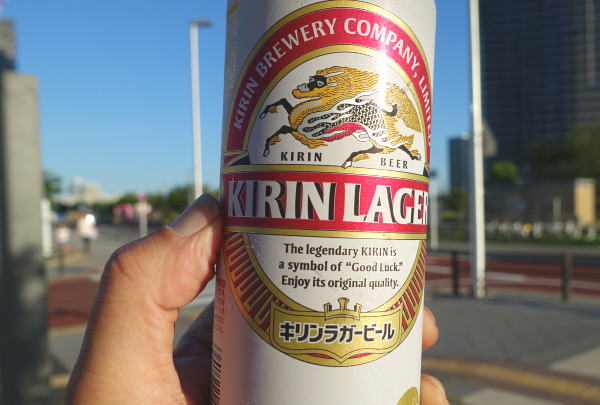 KIRIN BREWERY COMPANY, LIMITED
KIRIN BEER
KIRIN LAGER
The legendary KIRIN is
a symbol of "Good Luck."
Enjoy its original quality.
キリンラガービール